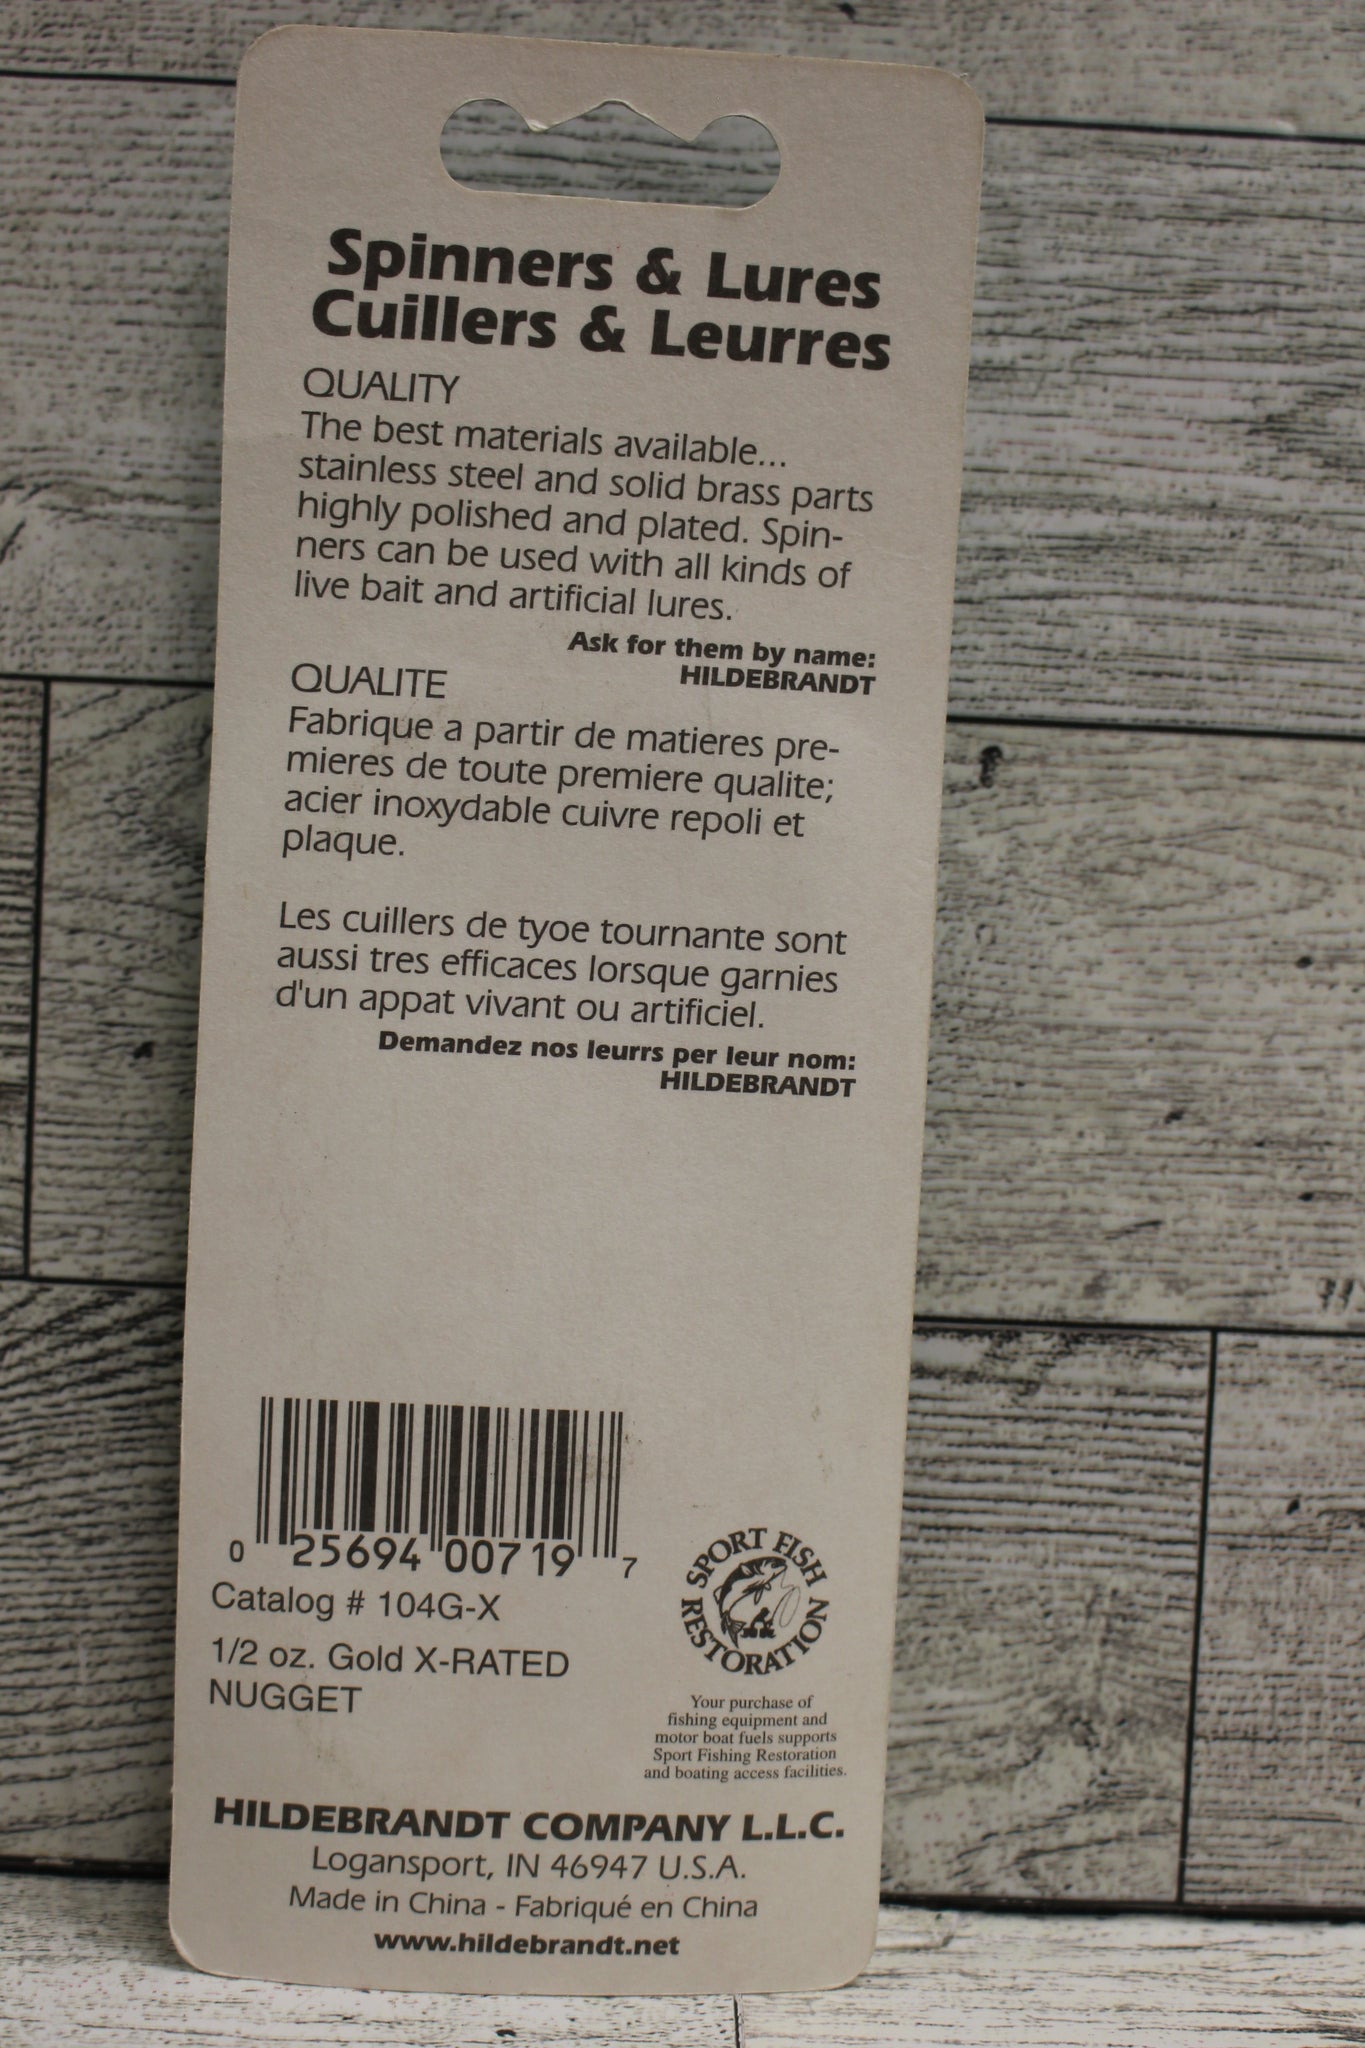 Spinners & Lures
Cuillers & Leurres
QUALITY
The best materials available...
stainless steel and solid brass parts
highly polished and plated. Spin-
ners can be used with all kinds of
live bait and artificial lures.
Ask for them by name:
HILDEBRANDT
QUALITE
Fabrique a partir de matieres pre-
mieres de toute premiere qualite;
acier inoxydable cuivre repoli et
plaque.
Les cuillers de tyoe tournante sont
aussi tres efficaces lorsque garnies
d'un appat vivant ou artificiel.
Demandez nos leurrs per leur nom:
HILDEBRANDT
0 25694 00719 7
Catalog # 104G-X
1/2 oz. Gold X-RATED
NUGGET
SPORT FISH
RESTORATION
Your purchase of
fishing equipment and
motor boat fuels supports
Sport Fishing Restoration
and boating access facilities.
HILDEBRANDT COMPANY L.L.C.
Logansport, IN 46947 U.S.A.
Made in China - Fabriqué en China
www.hildebrandt.net